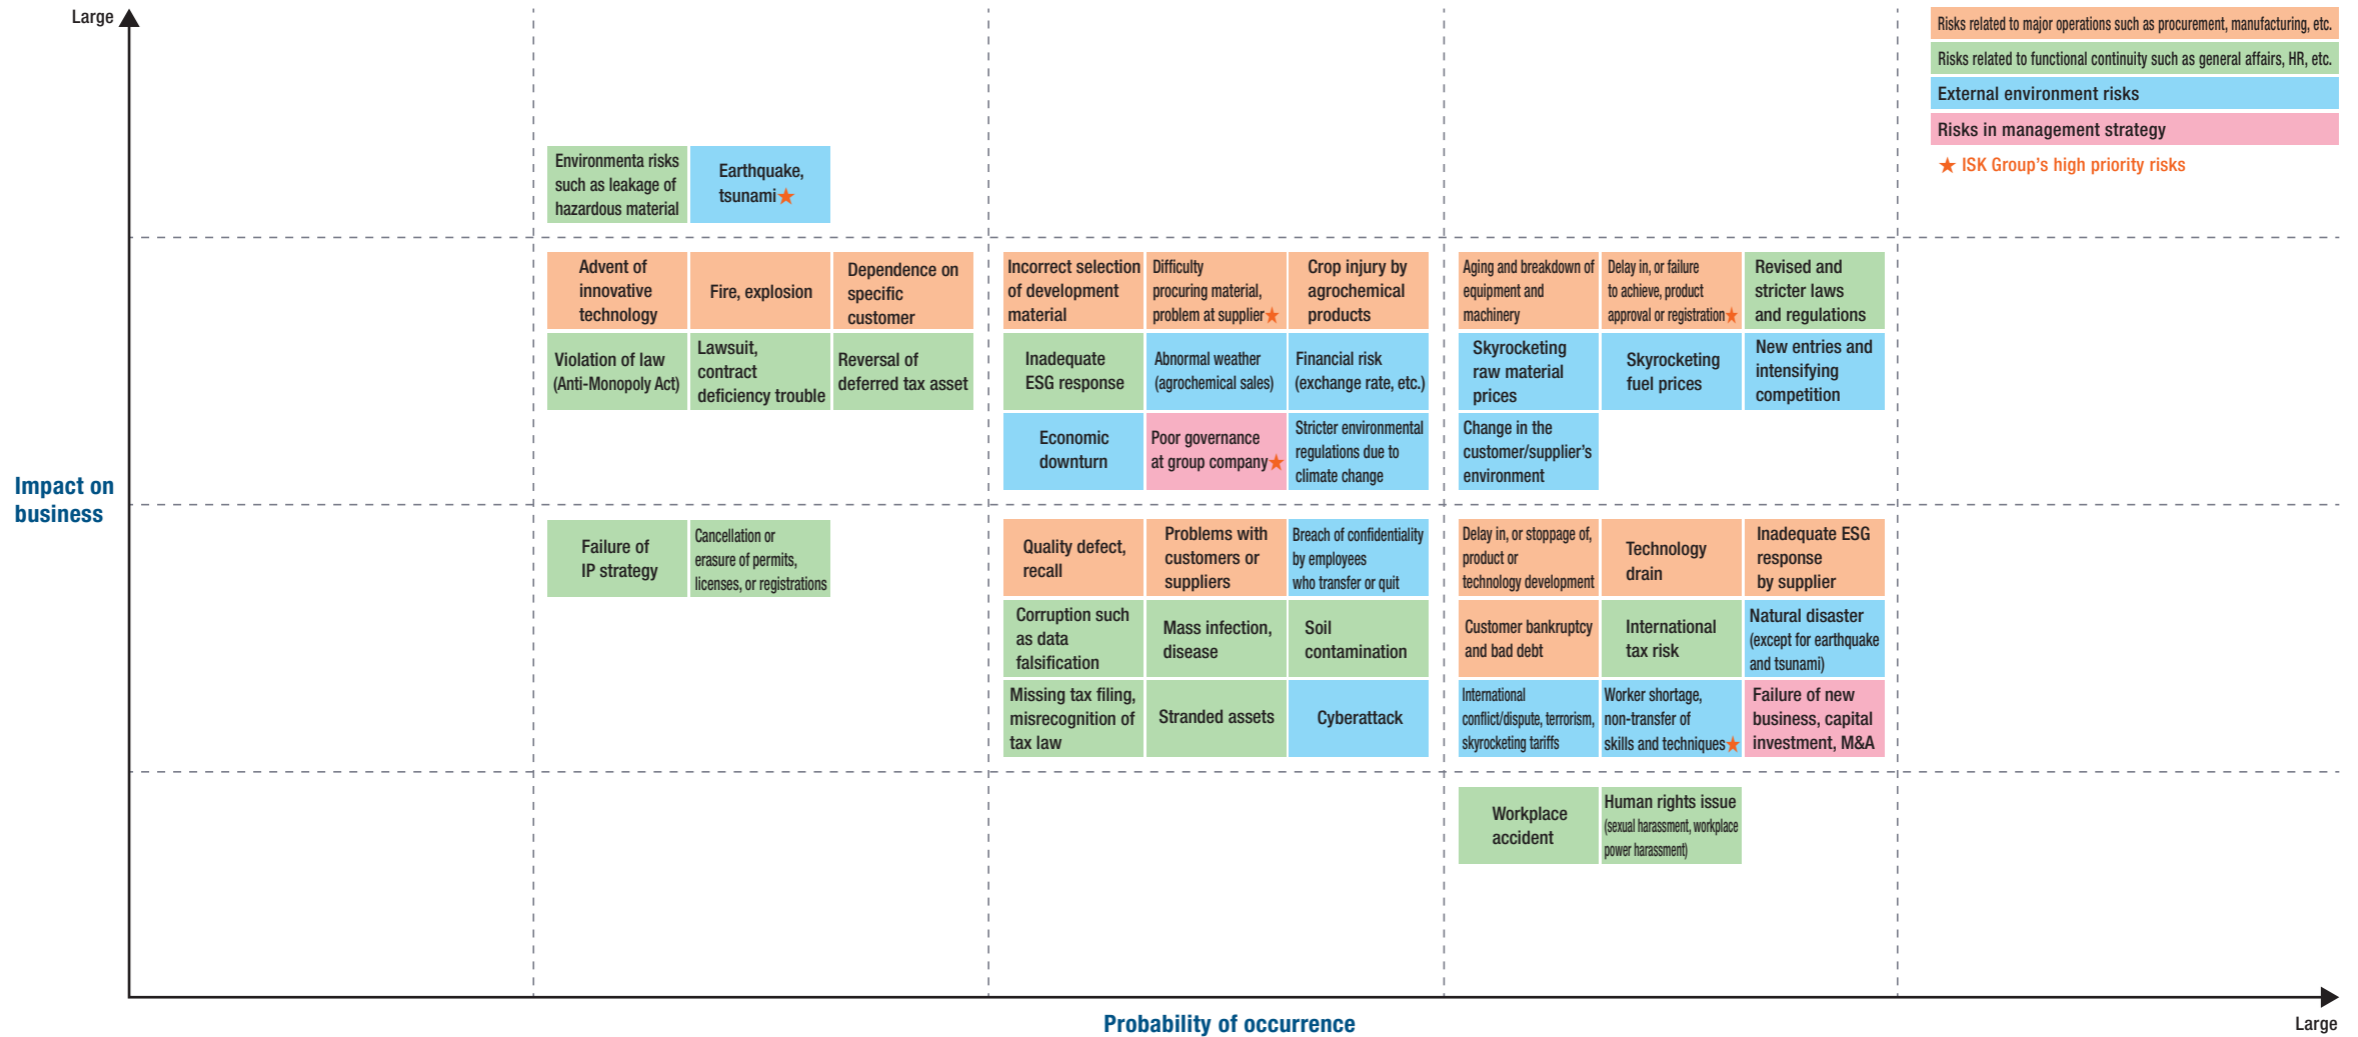 Large
Risks related to major operations such as procurement, manufacturing, etc.
Risks related to functional continuity such as general affairs, HR, etc.
External environment risks
Risks in management strategy
★ ISK Group's high priority risks
Environmenta risks
such as leakage of
hazardous material
Earthquake,
tsunami★
Advent of
innovative
technology
Fire, explosion
Dependence on
specific
customer
Violation of law
(Anti-Monopoly Act)
Lawsuit,
contract
deficiency trouble
Reversal of
deferred tax asset
Incorrect selection
of development
material
Difficulty
procuring material,
problem at supplier★
Crop injury by
agrochemical
products
Inadequate
ESG response
Abnormal weather
(agrochemical sales)
Financial risk
(exchange rate, etc.)
Economic
downturn
Poor governance
at group company★
Stricter environmental
regulations due to
climate change
Aging and breakdown of
equipment and
machinery
Delay in, or failure
to achieve, product
approval or registration★
Revised and
stricter laws
and regulations
Skyrocketing
raw material
prices
Skyrocketing
fuel prices
New entries and
intensifying
competition
Change in the
customer/supplier's
environment
Impact on
business
Failure of
IP strategy
Cancellation or
erasure of permits,
licenses, or registrations
Quality defect,
recall
Problems with
customers or
suppliers
Breach of confidentiality
by employees
who transfer or quit
Corruption such
as data
falsification
Mass infection,
disease
Soil
contamination
Missing tax filing,
misrecognition of
tax law
Stranded assets
Cyberattack
Delay in, or stoppage of,
product or
technology development
Technology
drain
Inadequate ESG
response
by supplier
Customer bankruptcy
and bad debt
International
tax risk
Natural disaster
(except for earthquake
and tsunami)
International
conflict/dispute, terrorism,
skyrocketing tariffs
Worker shortage,
non-transfer of
skills and techniques★
Failure of new
business, capital
investment, M&A
Workplace
accident
Human rights issue
(sexual harassment, workplace
power harassment)
Probability of occurrence
Large